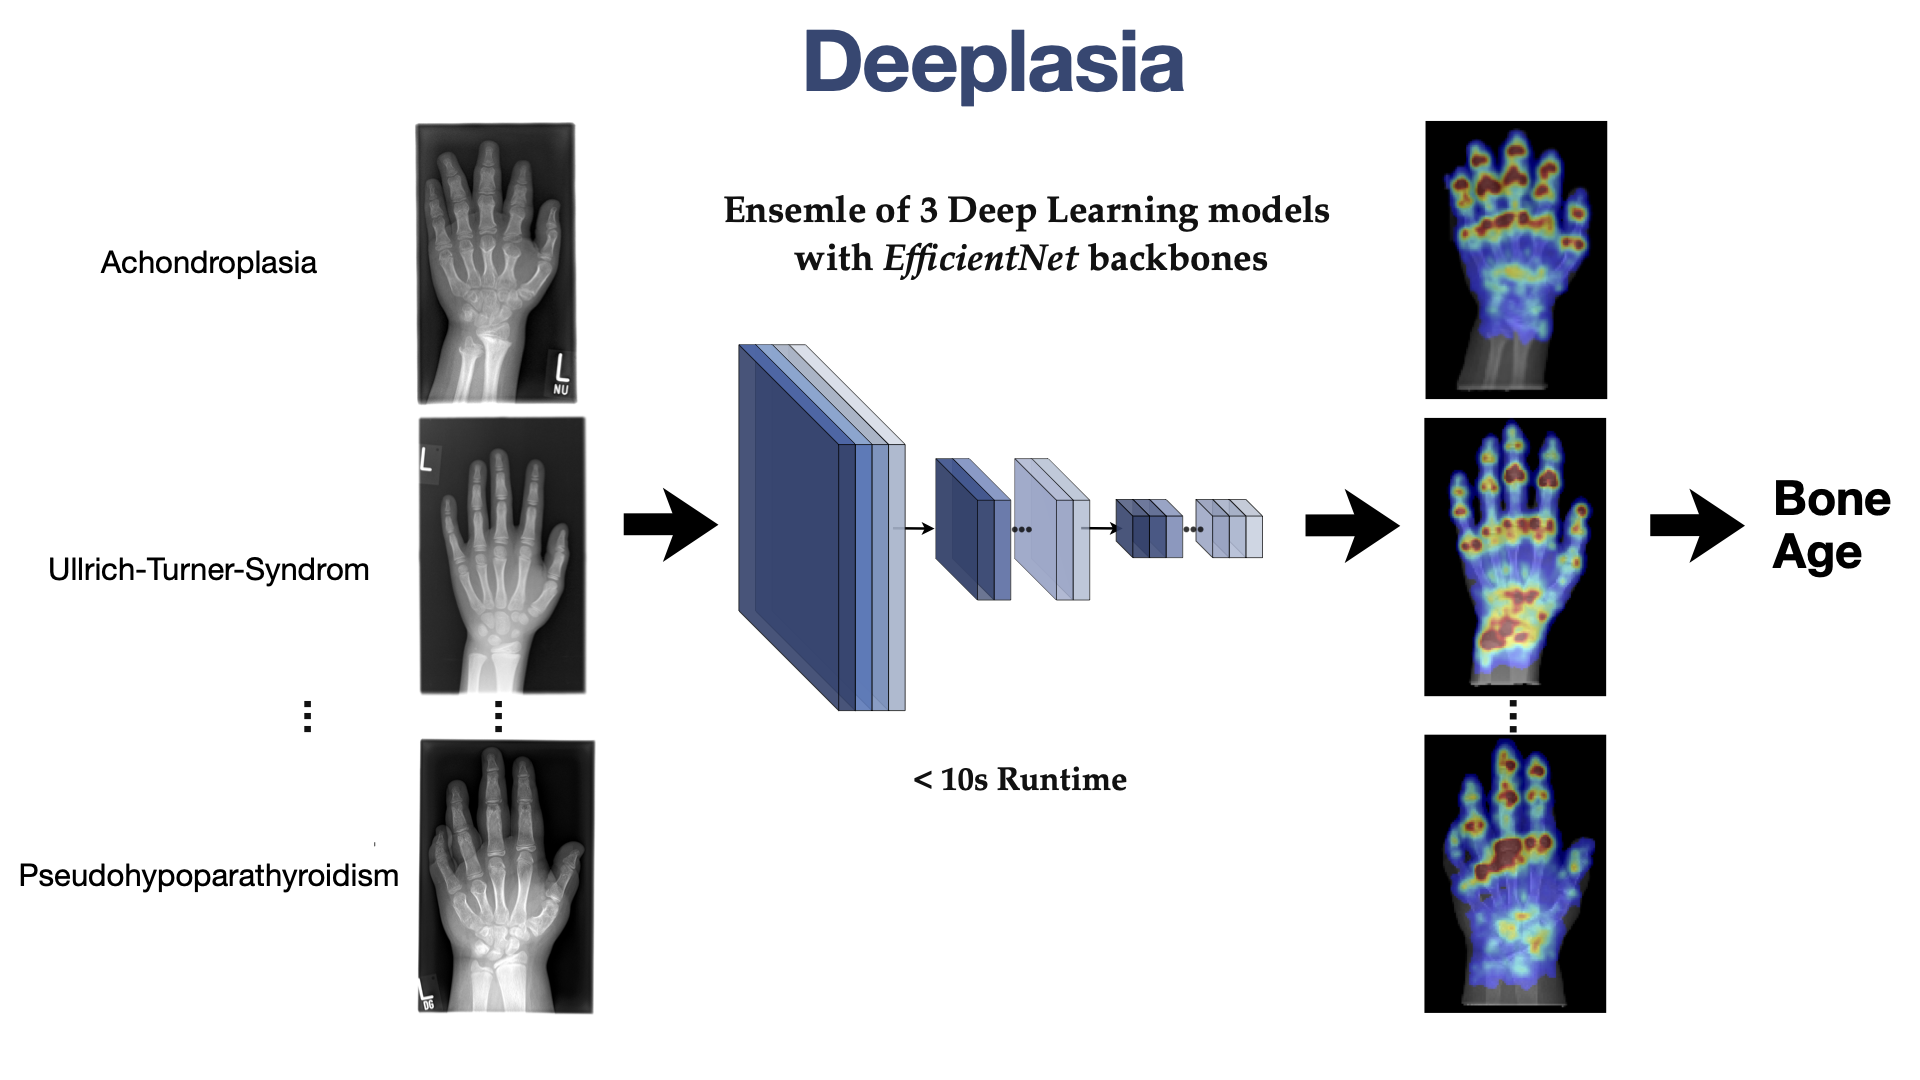 Deeplasia
Ensemle of 3 Deep Learning models
with EfficientNet backbones
Achondroplasia
L
NU
Ullrich-Turner-Syndrom
L
Bone
Age
< 10s Runtime
Pseudohypoparathyroidism
L
DG